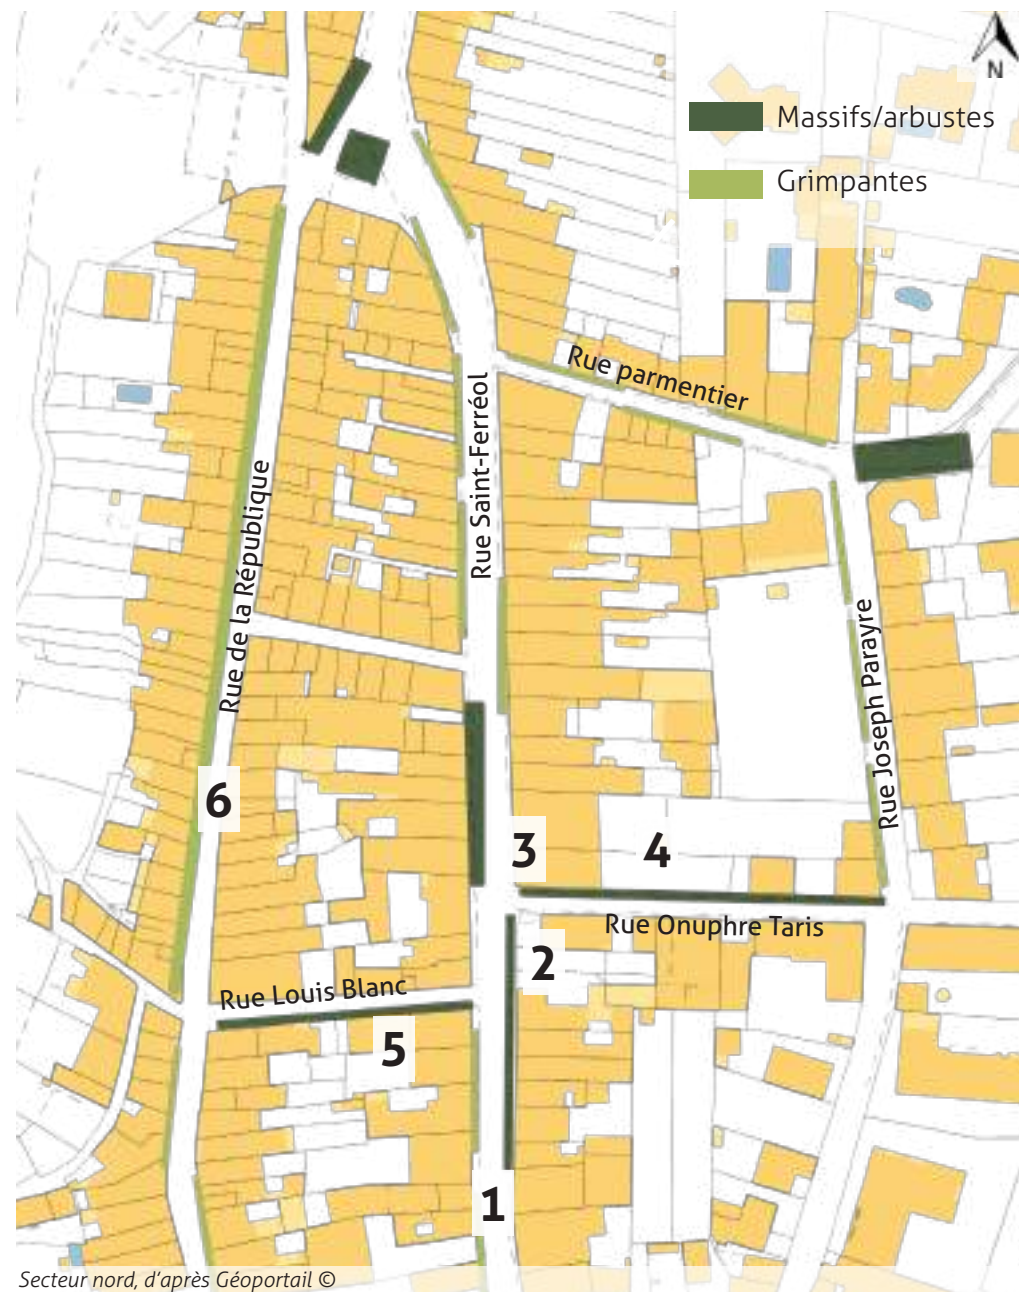 N
Massifs/arbustes
Grimpantes
Rue parmentier
Rue Saint-Ferréol
Rue de la République
Rue Joseph Parayre
6
3
4
Rue Onuphre Taris
2
Rue Louis Blanc
5
1
Secteur nord, d'après Géoportail ©